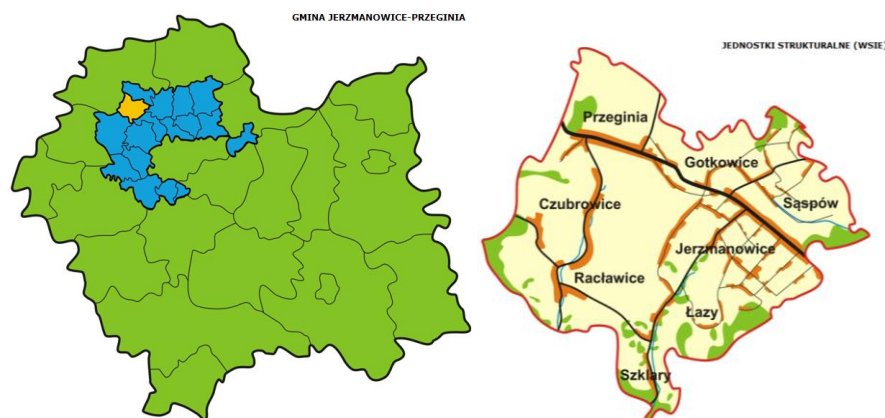 GMINA JERZMANOWICE-PRZEGINIA
JEDNOSTKI STRUKTURALNE (WSIE)
Przeginia
Gotkowice
Sąspów
Czubrowice
Jerzmanowice
Racławice
Łazy
Szklary